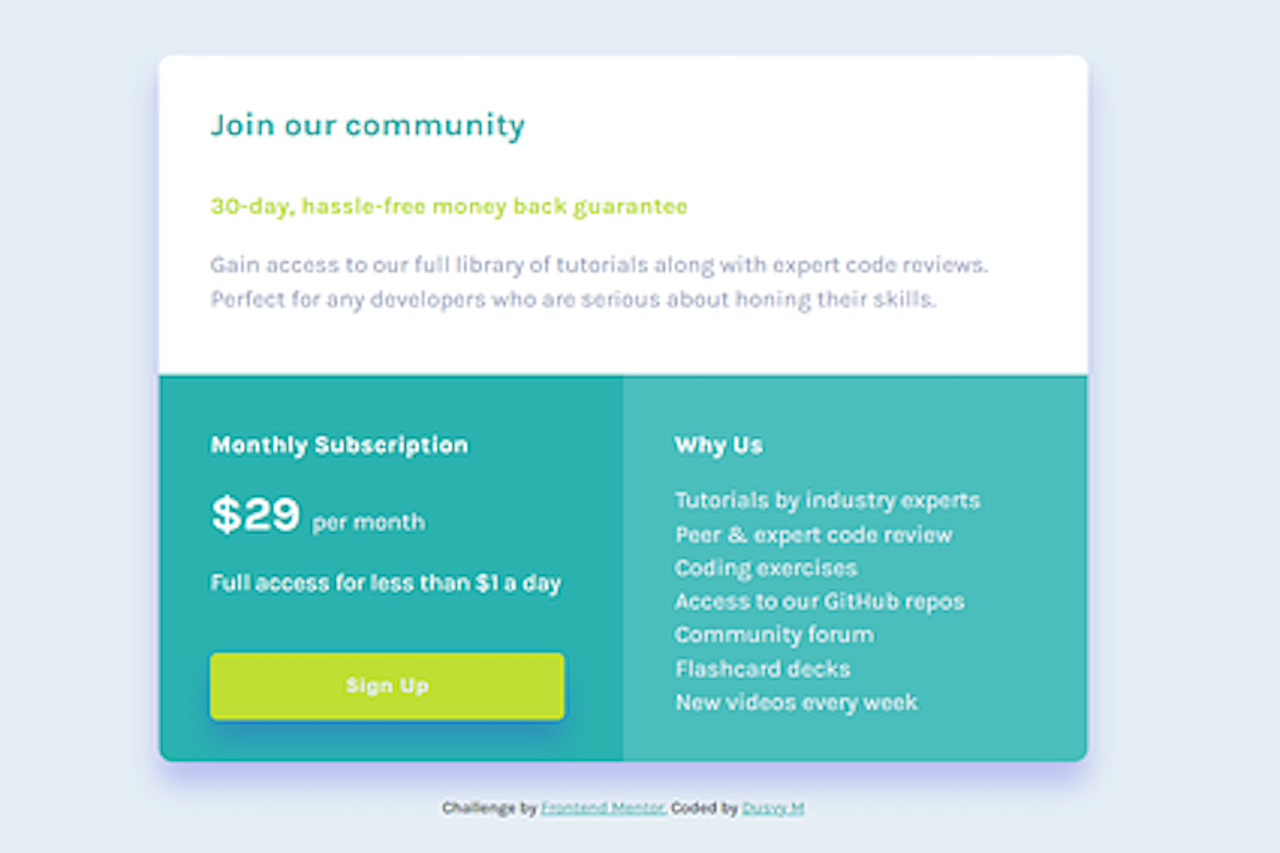 Join our community
30-day, hassle-free money back guarantee
Gain access to our full library of tutorials along with expert code reviews.
Perfect for any developers who are serious about honing their skills.
Monthly Subscription
$29 per month
Full access for less than $1 a day
Sign Up
Why Us
Tutorials by industry experts
Peer & expert code review
Coding exercises
Access to our GitHub repos
Community forum
Flashcard decks
New videos every week
Challenge by Frontend Mentor. Coded by Dusvy M